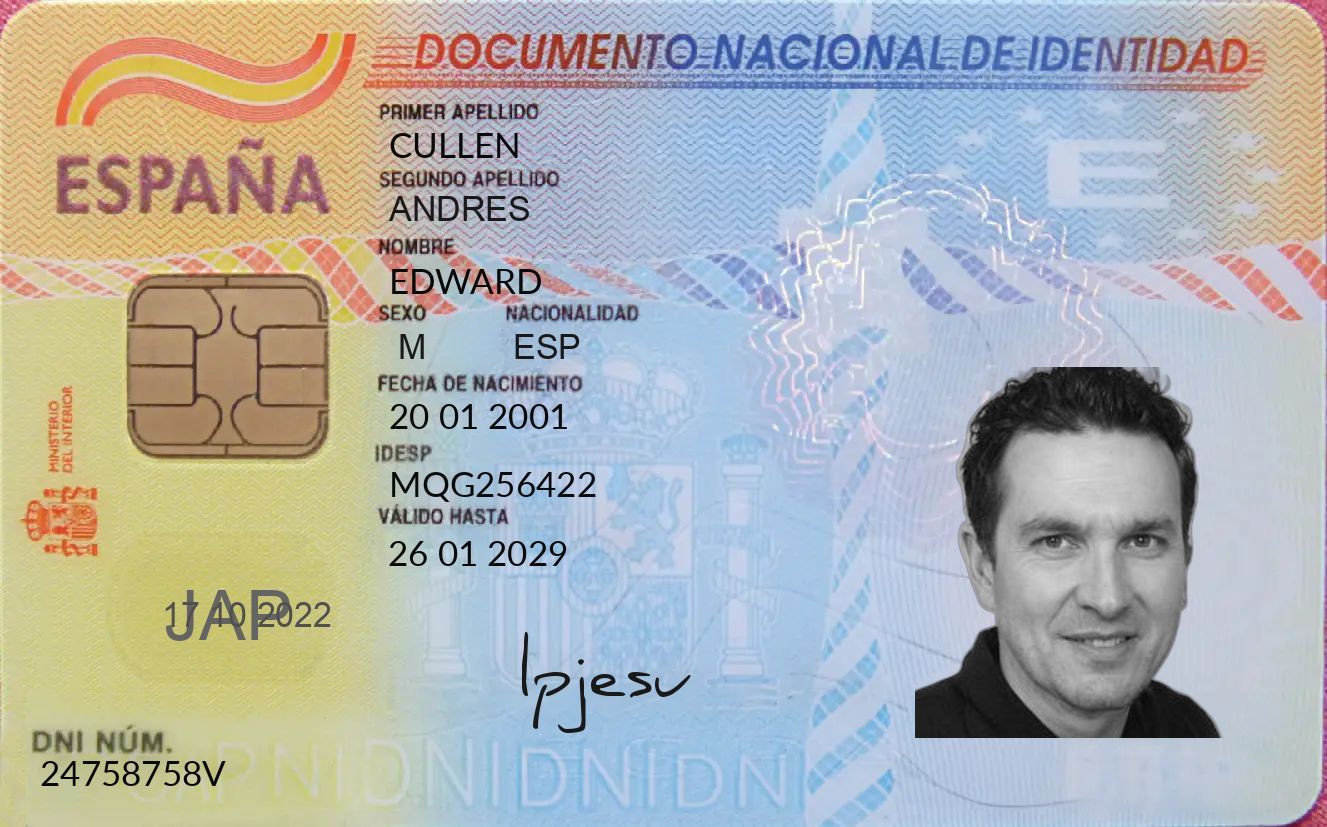 DOCUMENTO NACIONAL DE IDENTIDAD
ESPAÑA
PRIMER APELLIDO
CULLEN
SEGUNDO APELLIDO
ANDRES
NOMBRE
EDWARD
SEXO NACIONALIDAD
M ESP
FECHA DE NACIMIENTO
20 01 2001
IDESP
MQG256422
VÁLIDO HASTA
26 01 2029
MINISTERIO
DEL INTERIOR
E
17 10 2022
JAP
lpjesv
DNI NÚM.
24758758V
DNIDNIDNIDN